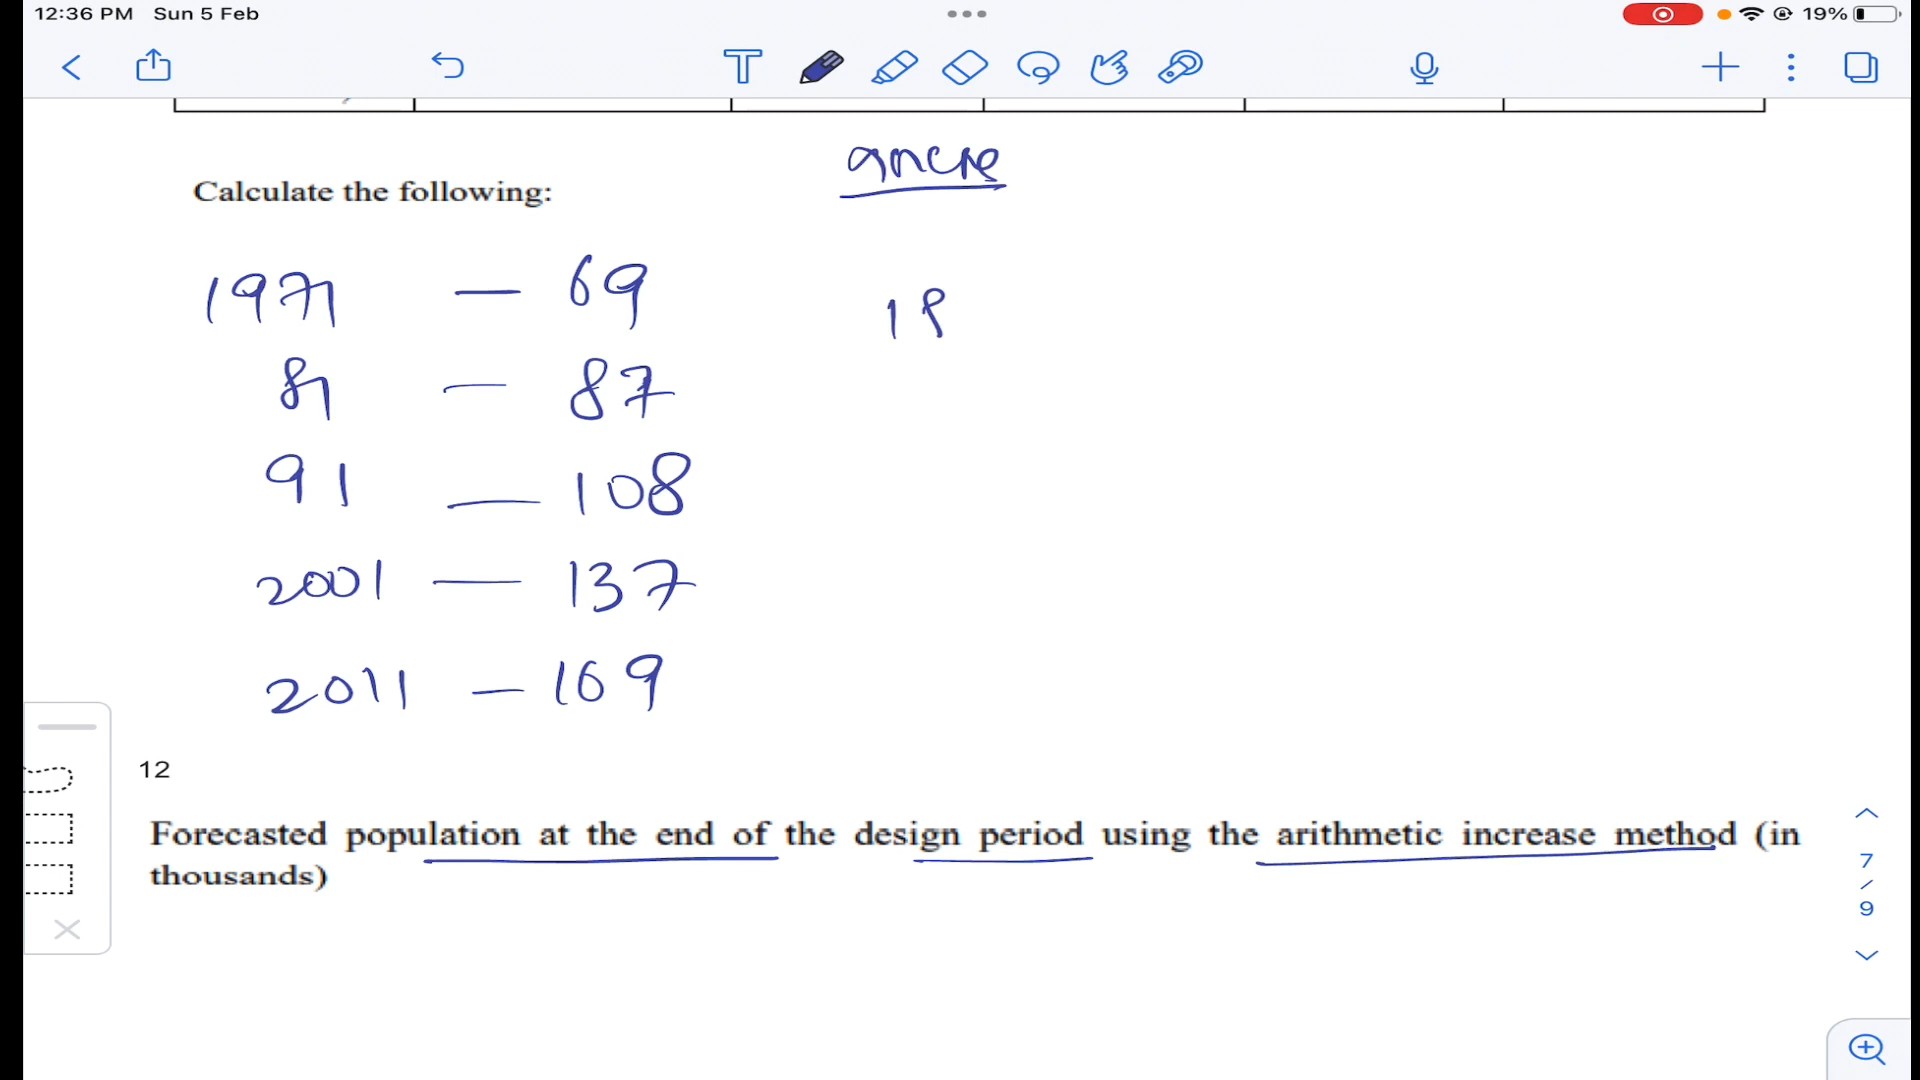 12:36 PM Sun 5 Feb
19%
T
Calculate the following:
1971 — 69
18
81 — 87
91 — 108
2001 — 137
2011 — 169
12
Forecasted population at the end of the design period using the arithmetic increase method (in
thousands)
7
/
9